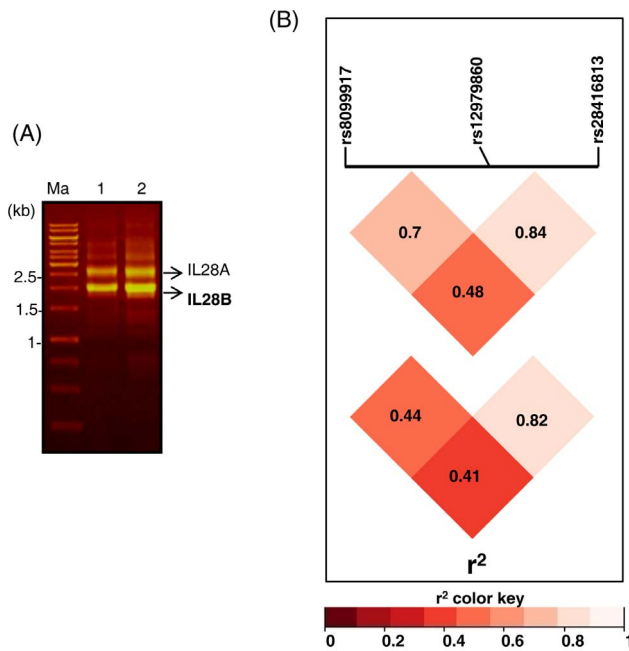 (A)
Ma 1 2
(kb)
2.5-
1.5-
1-
IL28A
IL28B
(B)
rs8099917
rs12979860
rs28416813
0.7
0.84
0.48
0.44
0.82
0.41
r²
r² color key
0 0.2 0.4 0.6 0.8 1